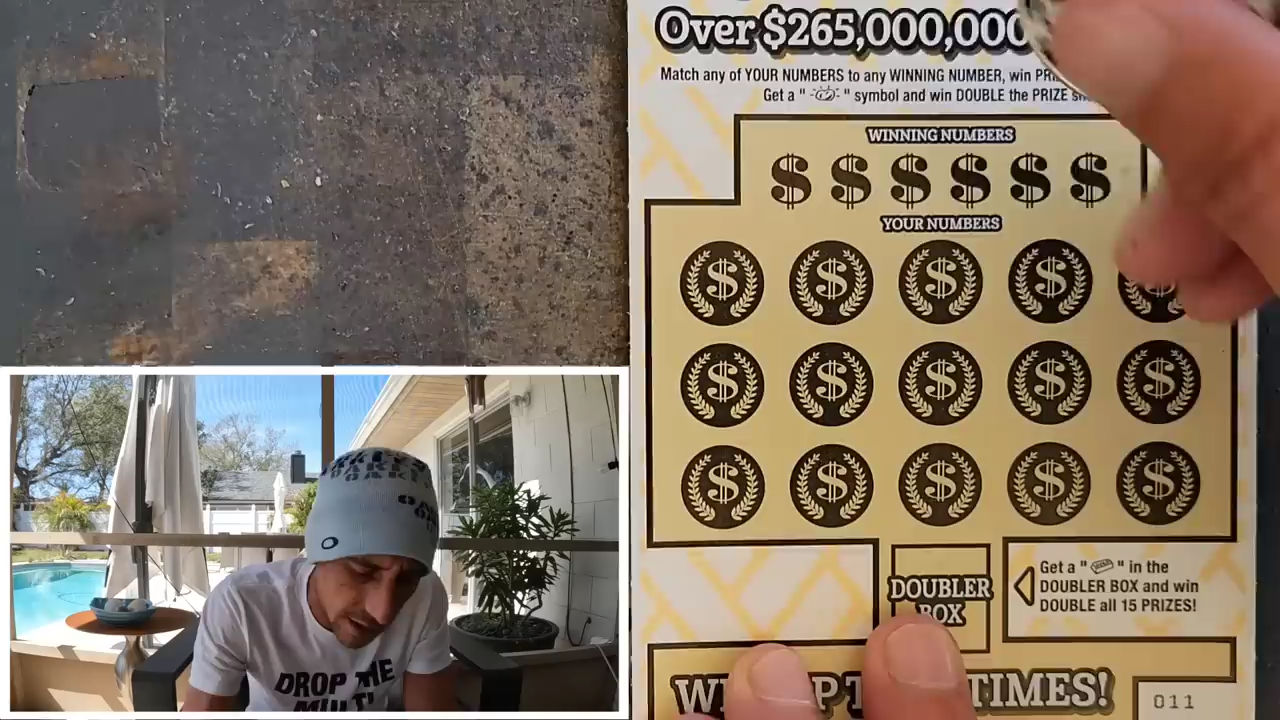 Over $265,000,000
Match any of YOUR NUMBERS to any WINNING NUMBER, win
Get a " " symbol and win DOUBLE the PRIZE
WINNING NUMBERS
$ $ $ $ $ $
YOUR NUMBERS
$ $ $ $ $
$ $ $ $ $
$ $ $ $ $
DOUBLER
BOX
Get a " " in the
DOUBLER BOX and win
DOUBLE all 15 PRIZES!
TIMES!
011
DROP THE